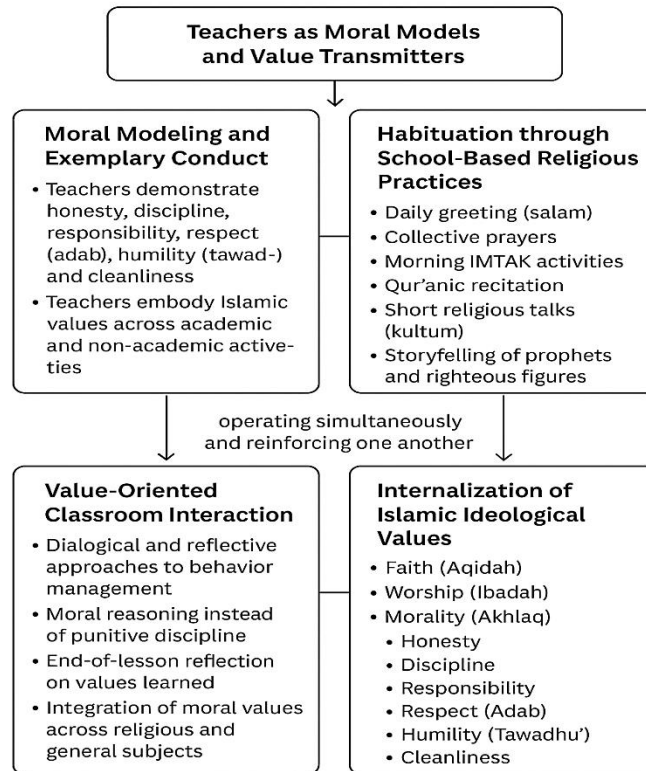 Teachers as Moral Models
and Value Transmitters
Moral Modeling and
Exemplary Conduct
• Teachers demonstrate
honesty, discipline,
responsibility, respect
(adab), humility (tawad-)
and cleanliness
• Teachers embody Islamic
values across academic
and non-academic active-
ties
Habituation through
School-Based Religious
Practices
• Daily greeting (salam)
• Collective prayers
• Morning IMTAK activities
• Qur'anic recitation
• Short religious talks
(kultum)
• Storyfelling of prophets
and righteous figures
operating simultaneously
and reinforcing one another
Value-Oriented
Classroom Interaction
• Dialogical and reflective
approaches to behavior
management
• Moral reasoning instead
of punitive discipline
• End-of-lesson reflection
on values learned
• Integration of moral values
across religious and
general subjects
Internalization of
Islamic Ideological
Values
• Faith (Aqidah)
• Worship (Ibadah)
• Morality (Akhlaq)
• Honesty
• Discipline
• Responsibility
• Respect (Adab)
• Humility (Tawadhu')
• Cleanliness